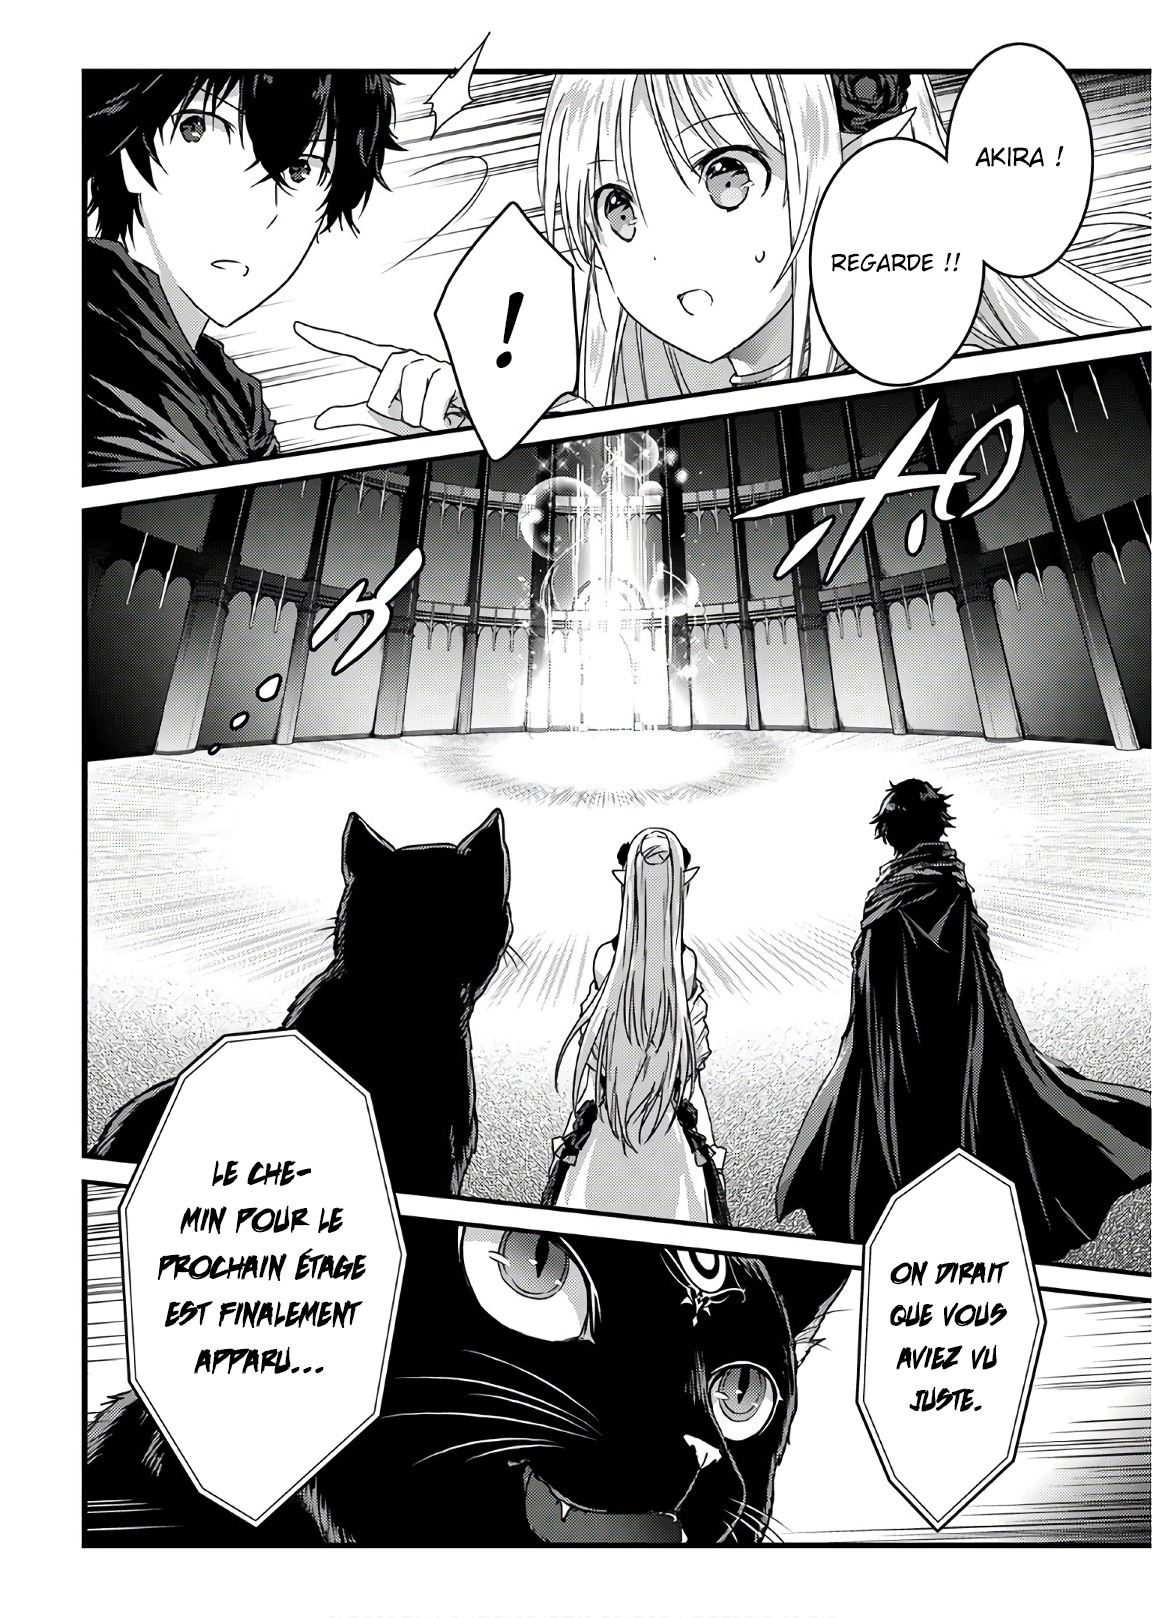 AKIRA !
REGARDE !!
!
ON DIRAIT
QUE VOUS
AVIEZ VU
JUSTE.
LE CHE-
MIN POUR LE
PROCHAIN ÉTAGE
EST FINALEMENT
APPARU...